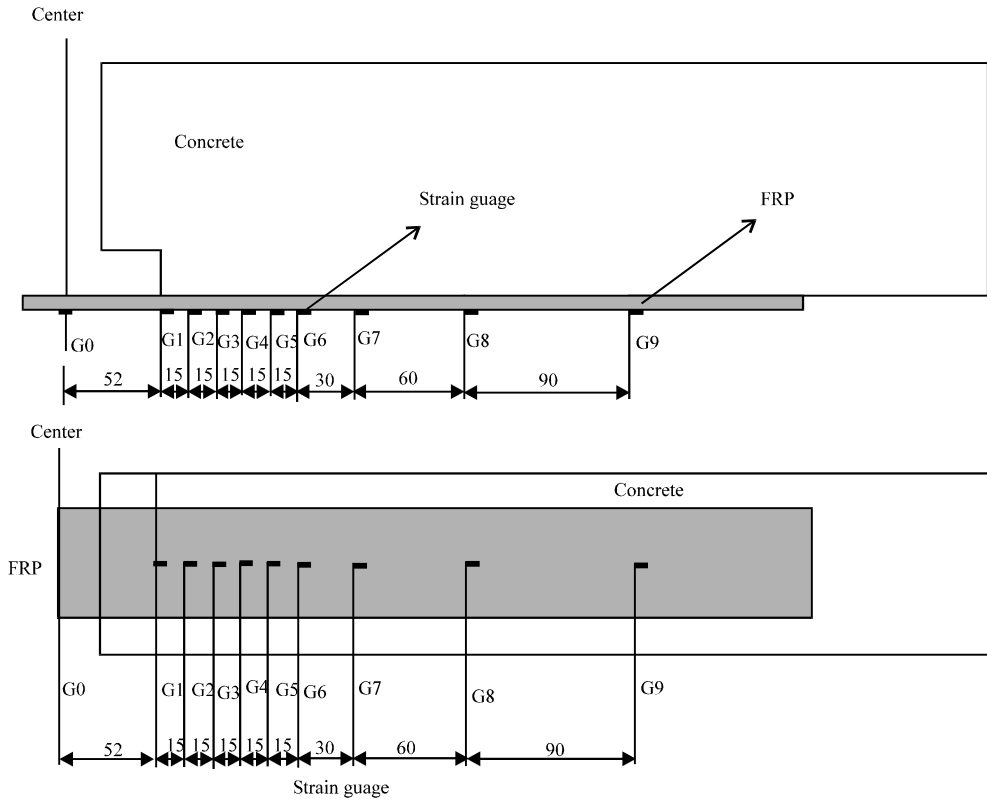 Center
Concrete
Strain guage
FRP
G0
G1
G2
G3
G4
G5
G6
G7
G8
G9
52
15
15
15
15
15
30
60
90
Center
Concrete
FRP
G0
G1
G2
G3
G4
G5
G6
G7
G8
G9
52
15
15
15
15
15
30
60
90
Strain guage